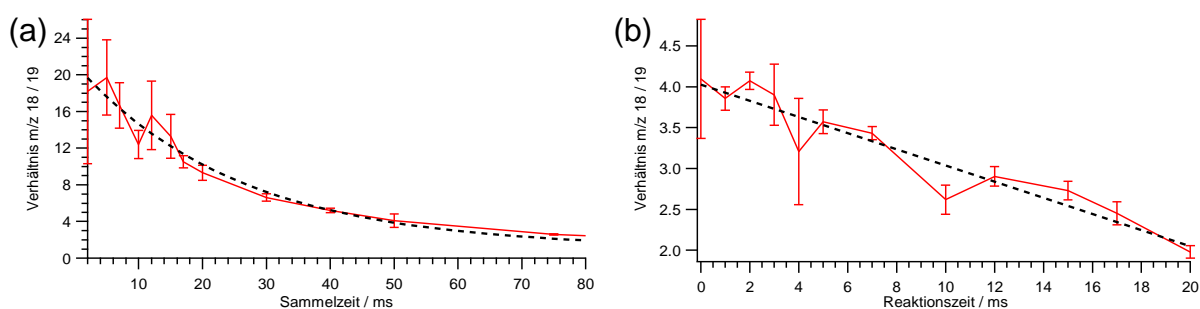 (a)
Verhältnis m/z 18 / 19
24
20
16
12
8
4
0
10 20 30 40 50 60 70 80
Sammelzeit / ms
(b)
Verhältnis m/z 18 / 19
4.5
4.0
3.5
3.0
2.5
2.0
0 2 4 6 8 10 12 14 16 18 20
Reaktionszeit / ms